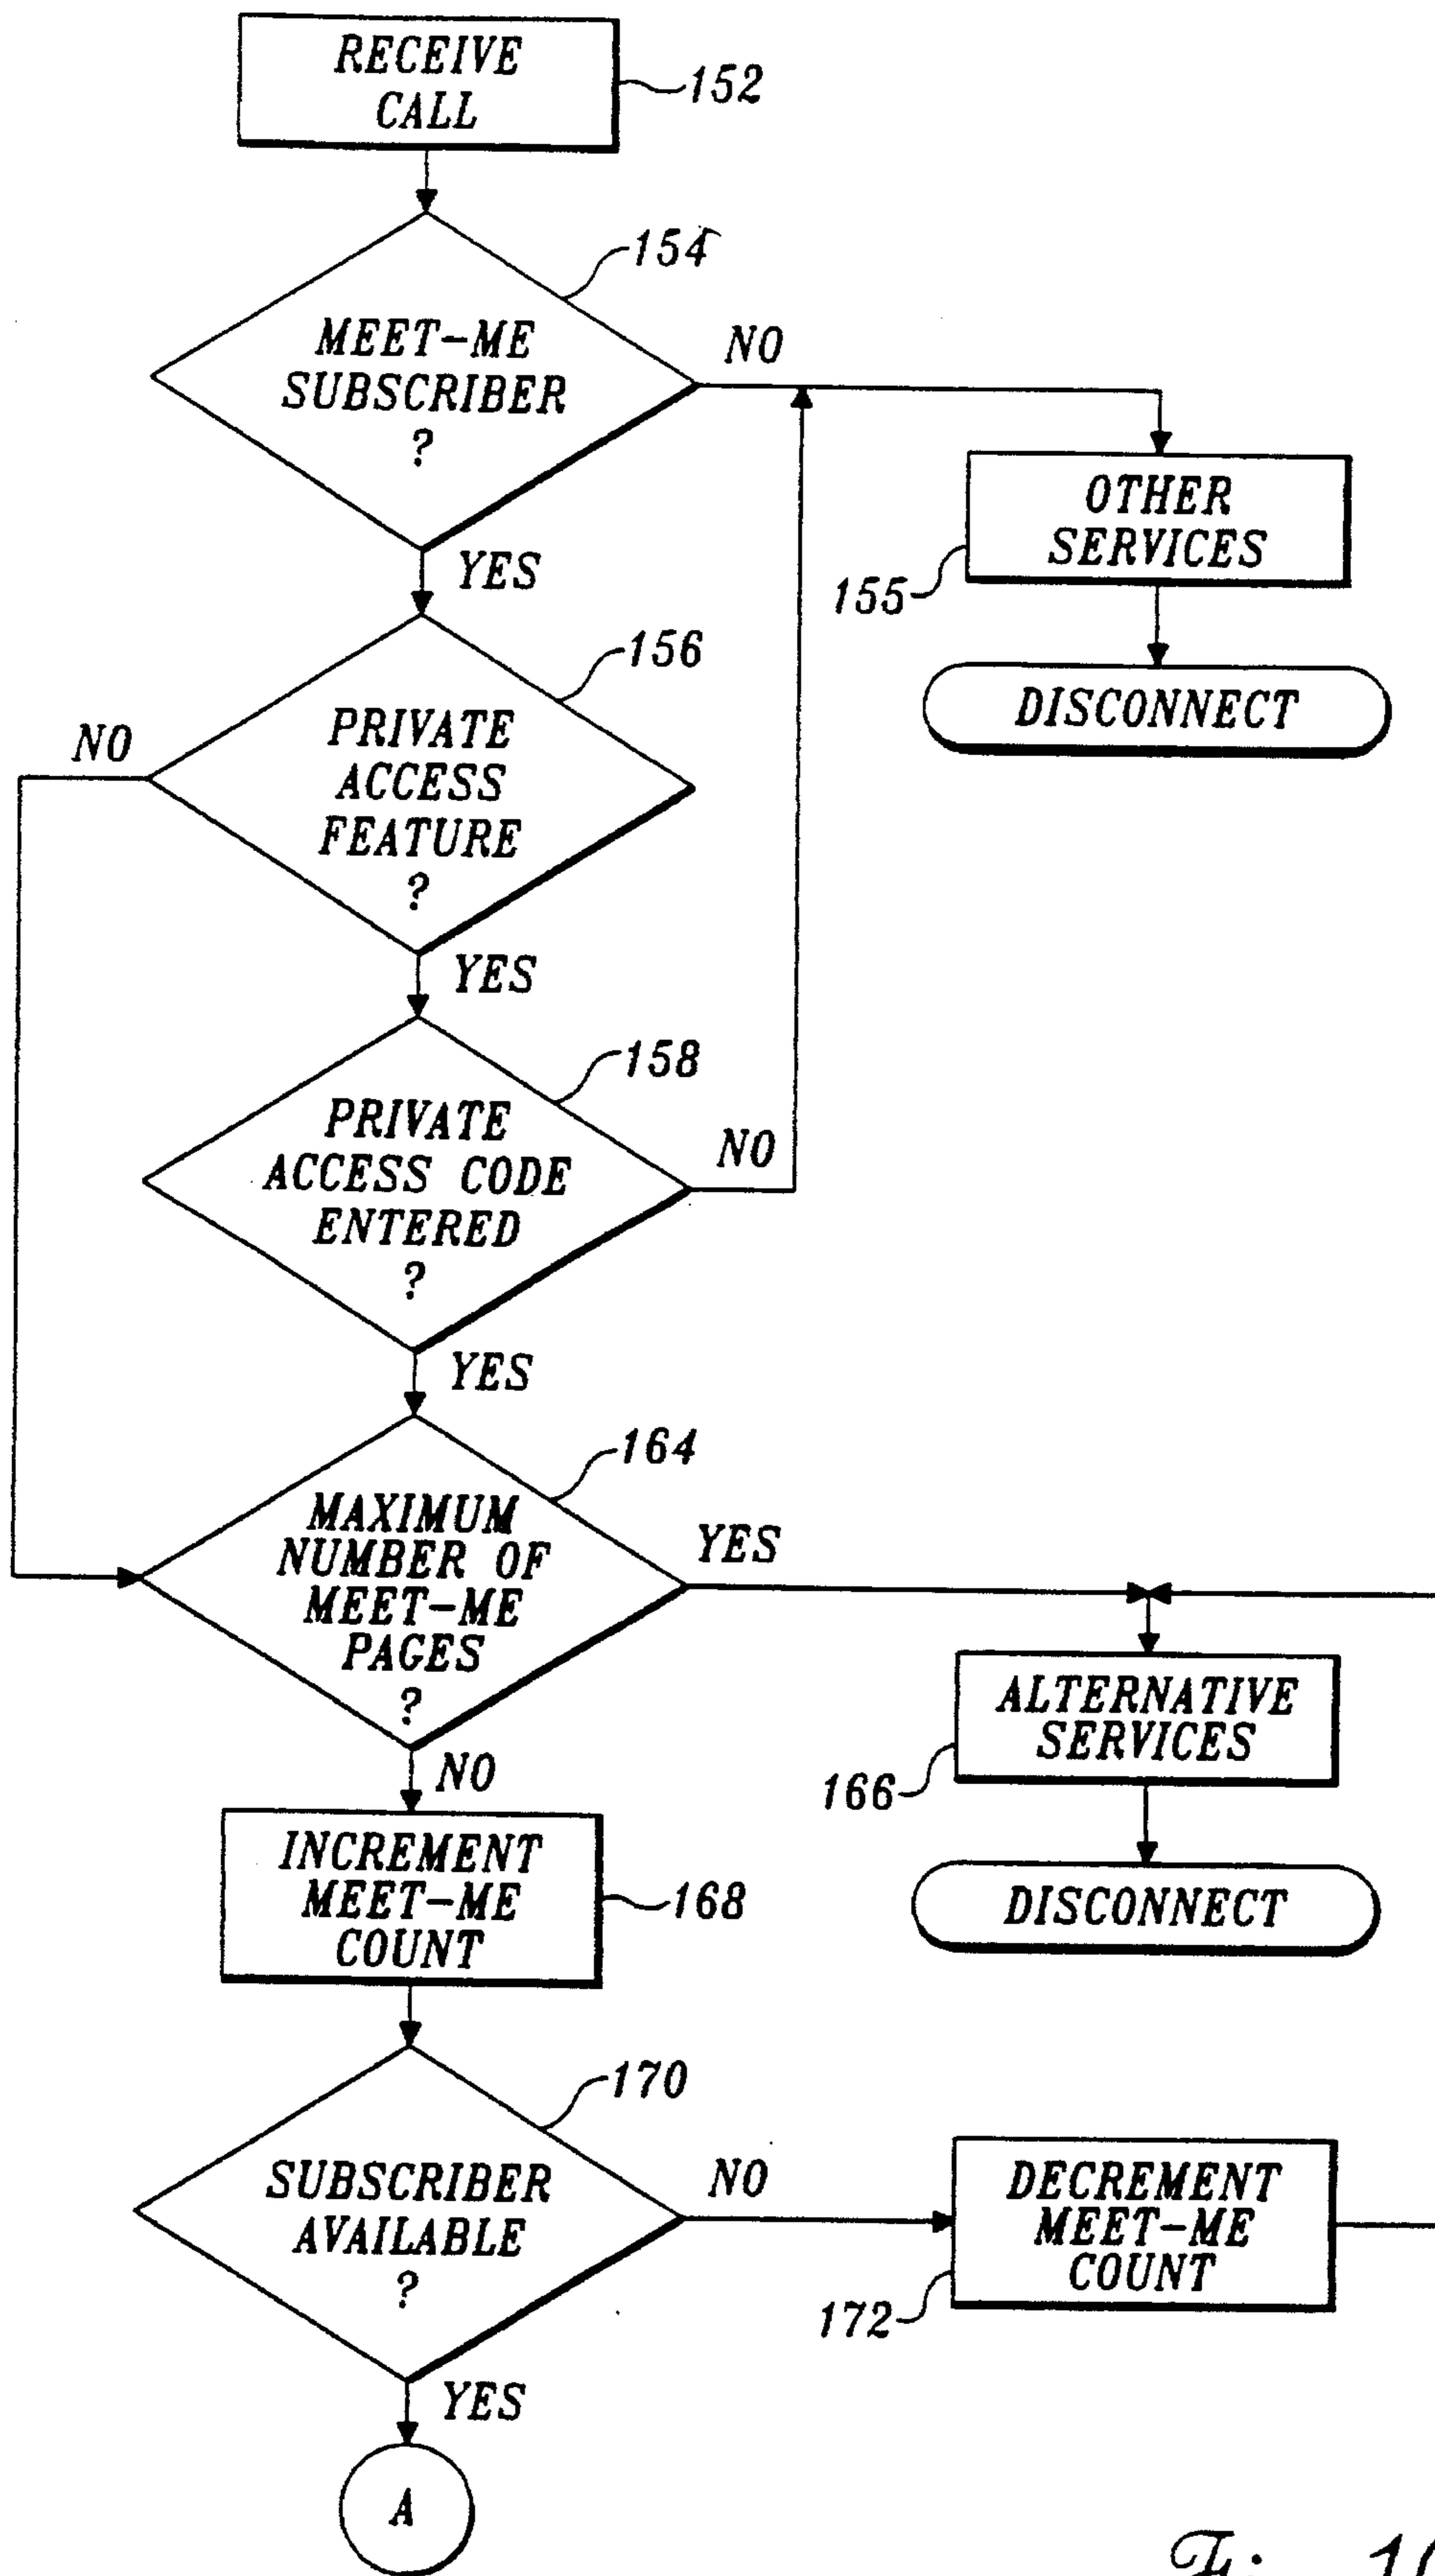 RECEIVE
CALL
152
154
MEET-ME
SUBSCRIBER
?
NO
YES
OTHER
SERVICES
155
DISCONNECT
156
PRIVATE
ACCESS
FEATURE
?
NO
YES
158
PRIVATE
ACCESS CODE
ENTERED
?
NO
YES
164
MAXIMUM
NUMBER OF
MEET-ME
PAGES
?
YES
NO
ALTERNATIVE
SERVICES
166
DISCONNECT
INCREMENT
MEET-ME
COUNT
168
170
SUBSCRIBER
AVAILABLE
?
NO
YES
DECREMENT
MEET-ME
COUNT
172
A